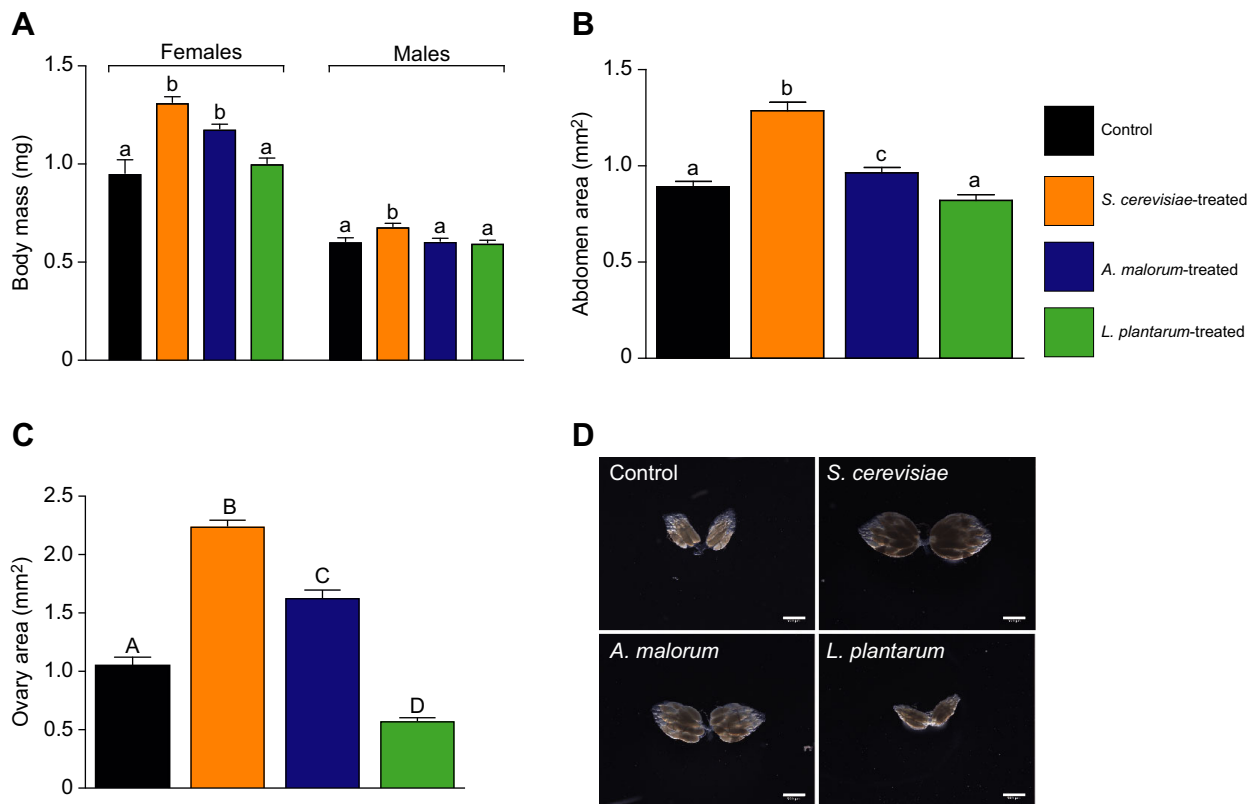 A
Females
Males
1.5
1.0
0.5
0
Body mass (mg)
a
b
b
a
a
b
a
a
B
1.5
1.0
0.5
0
Abdomen area (mm²)
a
b
c
a
Control
S. cerevisiae-treated
A. malorum-treated
L. plantarum-treated
C
2.5
2.0
1.5
1.0
0.5
0
Ovary area (mm²)
A
B
C
D
D
Control
S. cerevisiae
A. malorum
L. plantarum